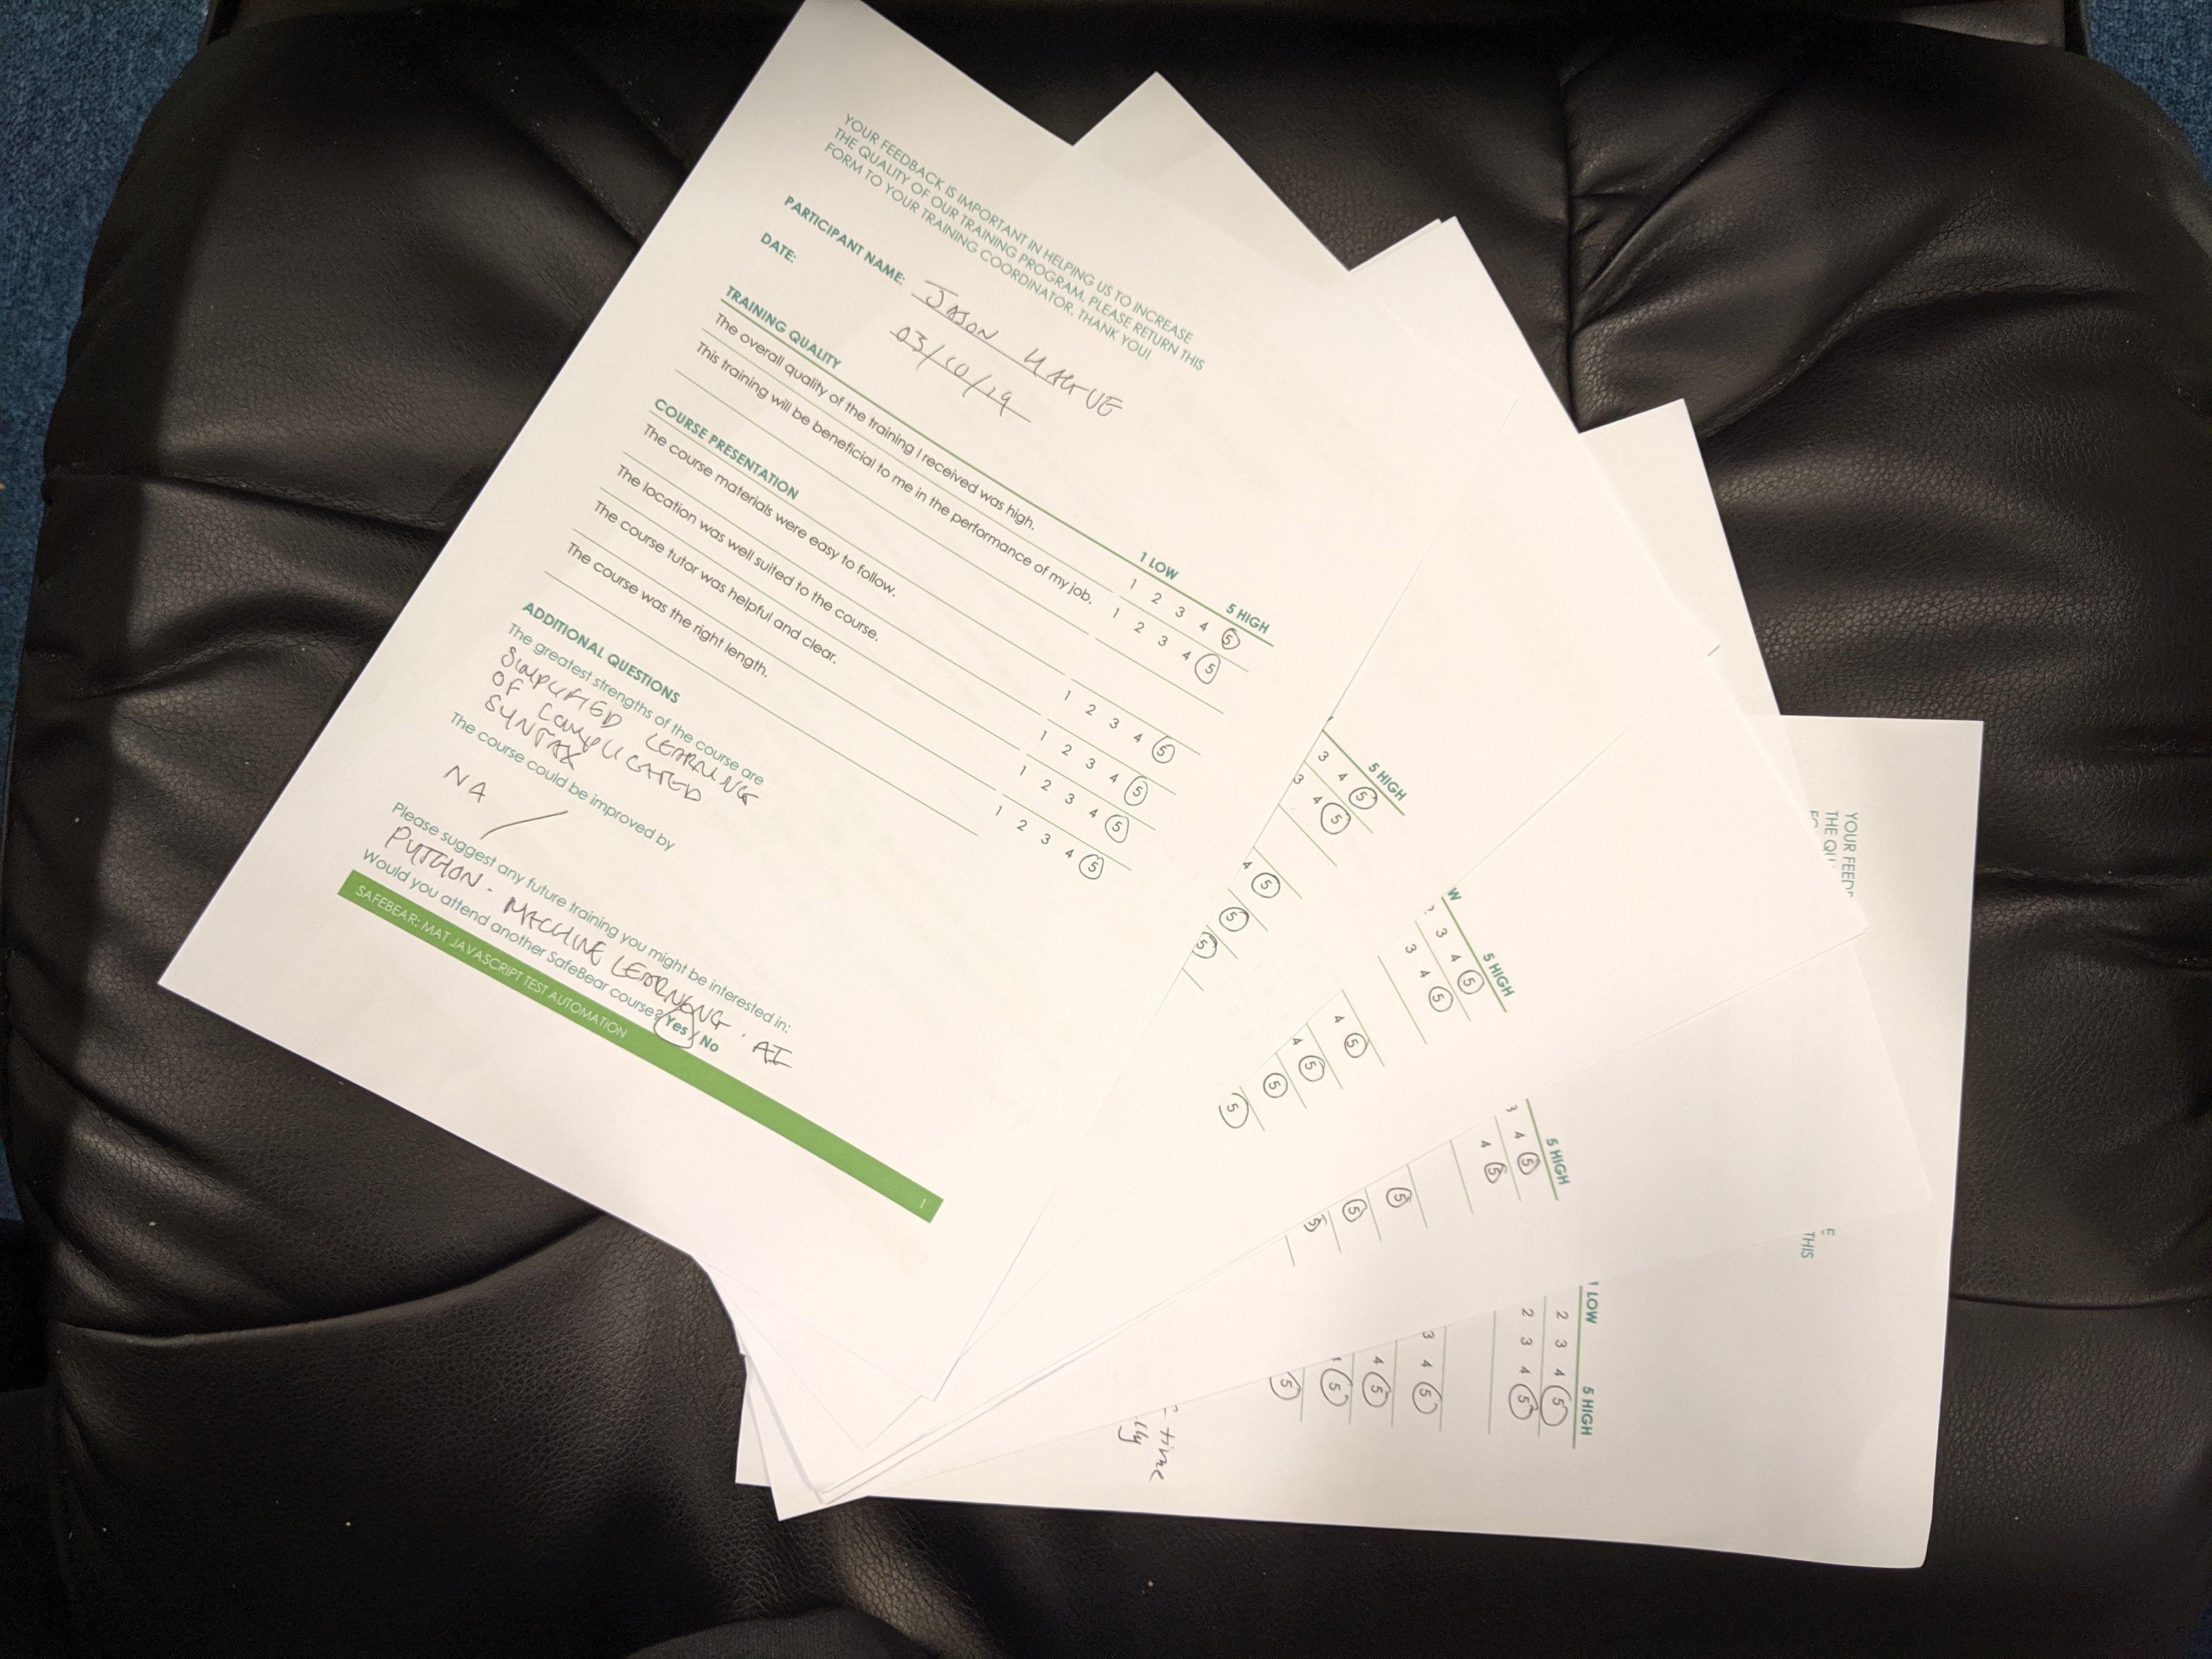 YOUR FEEDBACK IS IMPORTANT IN HELPING US TO INCREASE
THE QUALITY OF OUR TRAINING PROGRAM. PLEASE RETURN THIS
FORM TO YOUR TRAINING COORDINATOR. THANK YOU!
PARTICIPANT NAME: JASON HAGUE
DATE: 03/10/19
TRAINING QUALITY 1 LOW 5 HIGH
The overall quality of the training I received was high. 1 2 3 4 5
This training will be beneficial to me in the performance of my job. 1 2 3 4 5
COURSE PRESENTATION
The course materials were easy to follow. 1 2 3 4 5
The location was well suited to the course. 1 2 3 4 5
The course tutor was helpful and clear. 1 2 3 4 5
The course was the right length. 1 2 3 4 5
ADDITIONAL QUESTIONS
The greatest strengths of the course are
SIMPLIFIED LEARNING
OF COMPLICATED
SYNTAX
The course could be improved by
NA
Please suggest any future training you might be interested in:
PYTHON - MACHINE LEARNING . AI
Would you attend another SafeBear course? Yes / No
SAFEBEAR: MAT JAVASCRIPT TEST AUTOMATION 1
5 HIGH
3 4 5
3 4 5
4 5
5
5
W 5 HIGH
3 4 5
3 4 5
4 5
4 5
5
5
5 HIGH
3 4 5
4 5
5
5
5
YOUR FEEDB
THE QU
THIS
1 LOW 5 HIGH
2 3 4 5
2 3 4 5
3 4 5
4 5
5
5
time
lly